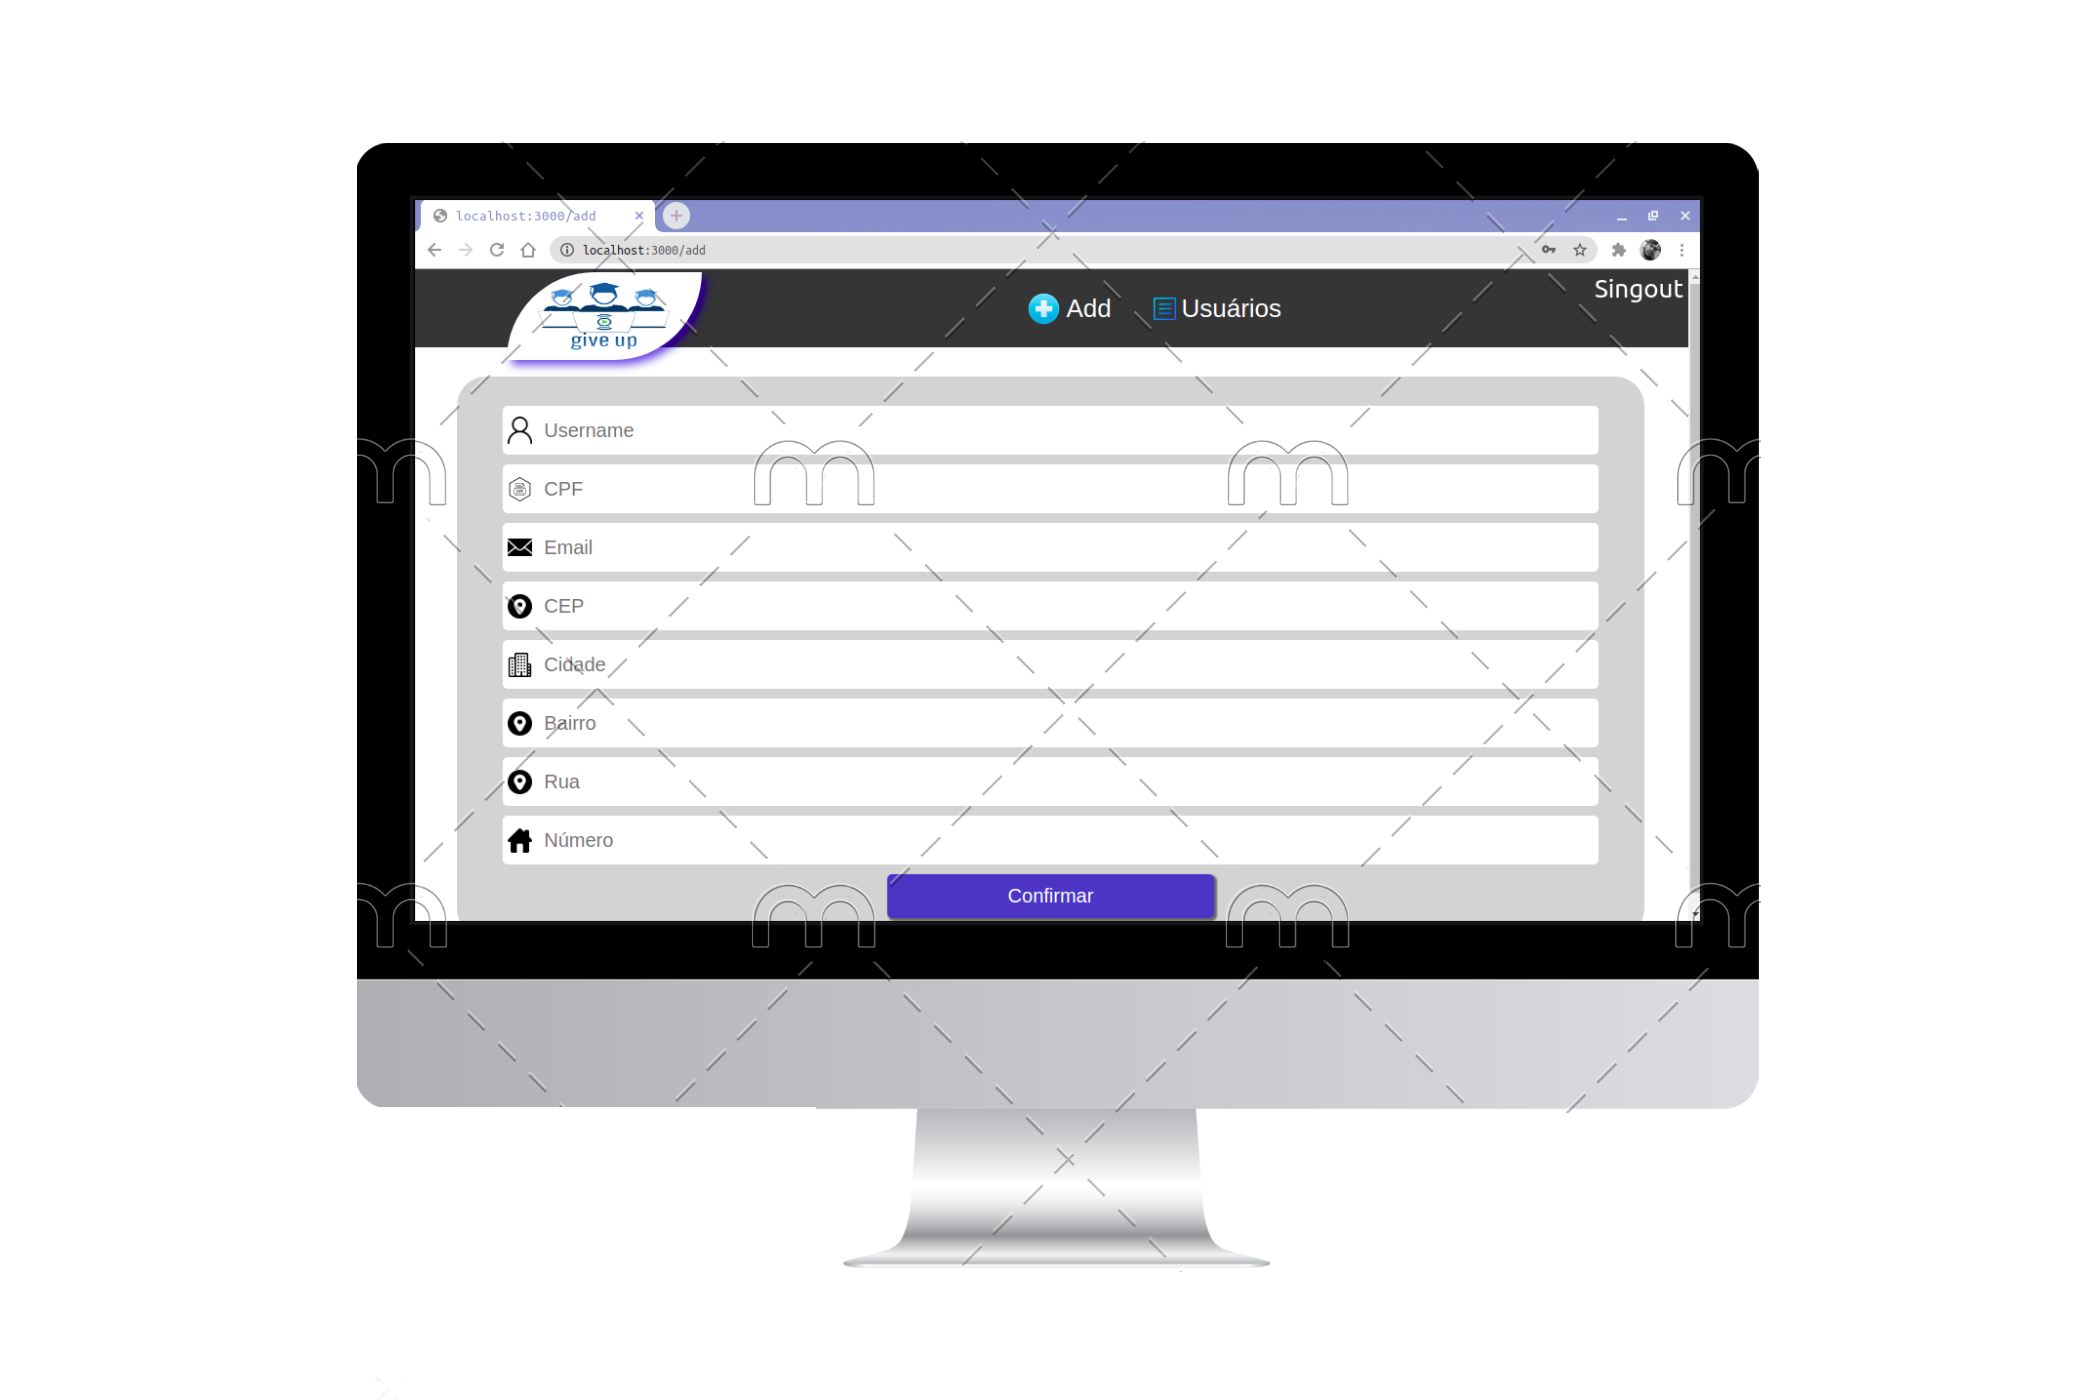 localhost:3000/add
localhost:3000/add
give up
Add
Usuários
Singout
Username
CPF
Email
CEP
Cidade
Bairro
Rua
Número
Confirmar